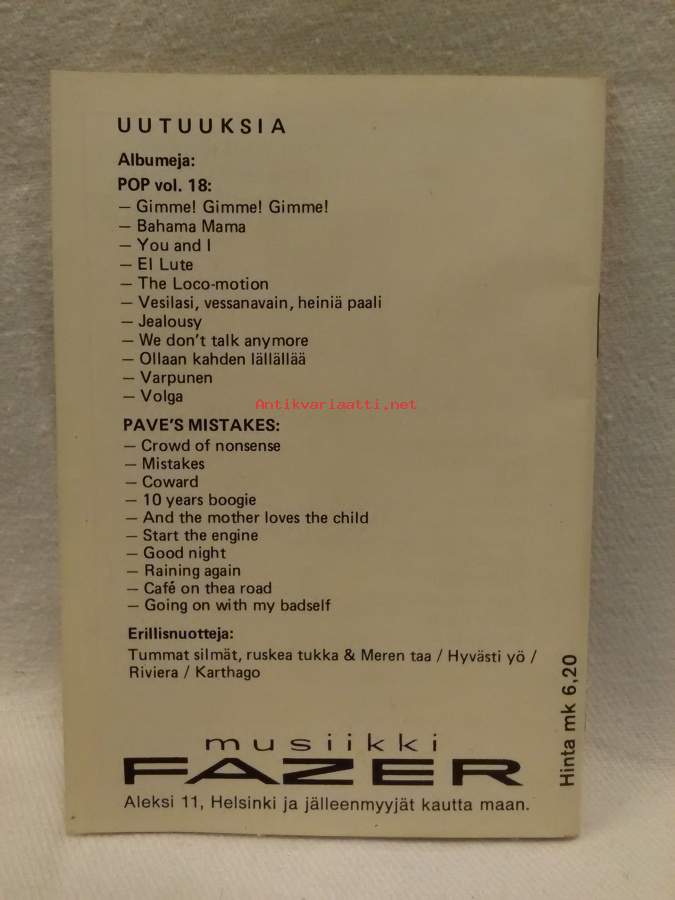 UUTUUKSIA
Albumeja:
POP vol. 18:
– Gimme! Gimme! Gimme!
– Bahama Mama
– You and I
– El Lute
– The Loco-motion
– Vesilasi, vessanavain, heiniä paali
– Jealousy
– We don't talk anymore
– Ollaan kahden lällällää
– Varpunen
– Volga
Antikvariaatti.net
PAVE'S MISTAKES:
– Crowd of nonsense
– Mistakes
– Coward
– 10 years boogie
– And the mother loves the child
– Start the engine
– Good night
– Raining again
– Café on thea road
– Going on with my badself
Erillisnuotteja:
Tummat silmät, ruskea tukka & Meren taa / Hyvästi yö /
Riviera / Karthago
musiikki
FAZER
Aleksi 11, Helsinki ja jälleenmyyjät kautta maan.
Hinta mk 6,20